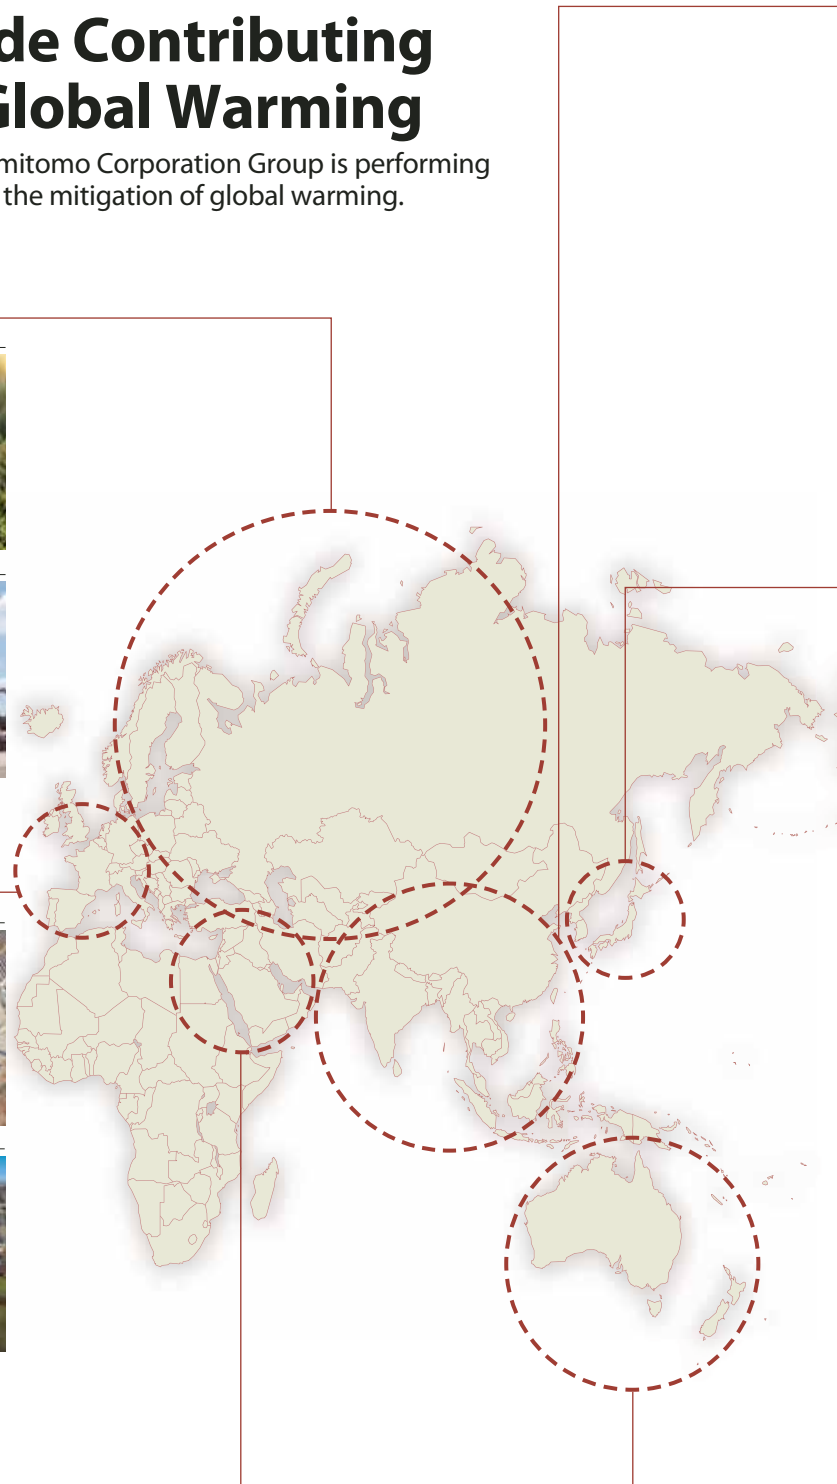 de Contributing
Global Warming
mitomo Corporation Group is performing
the mitigation of global warming.